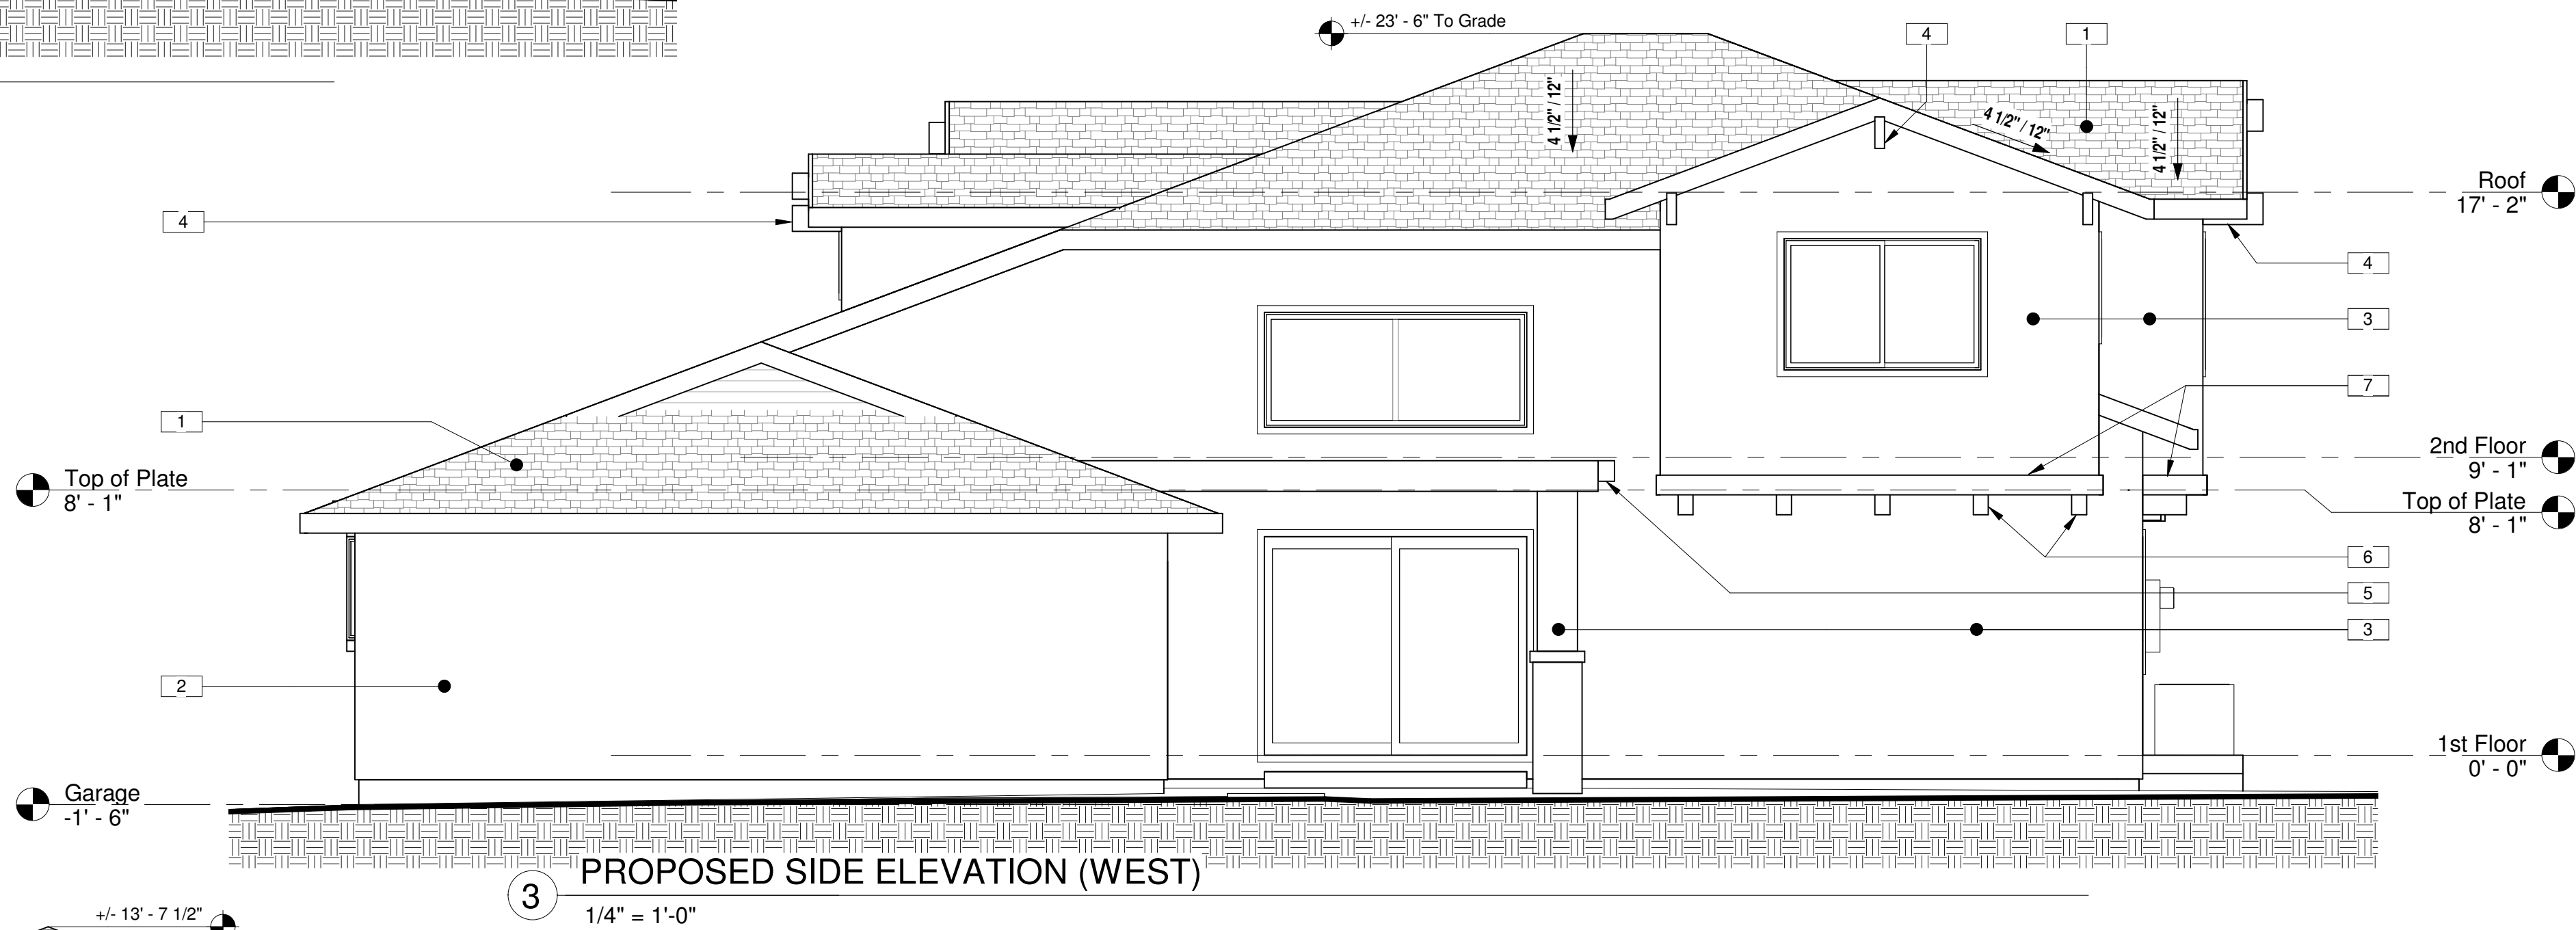 +/- 23' - 6" To Grade
4
1
4 1/2" / 12"
4 1/2" / 12"
4 1/2" / 12"
Roof
17' - 2"
4
4
3
7
1
2nd Floor
9' - 1"
Top of Plate
8' - 1"
Top of Plate
8' - 1"
6
5
3
2
1st Floor
0' - 0"
Garage
-1' - 6"
3
PROPOSED SIDE ELEVATION (WEST)
1/4" = 1'-0"
+/- 13' - 7 1/2"